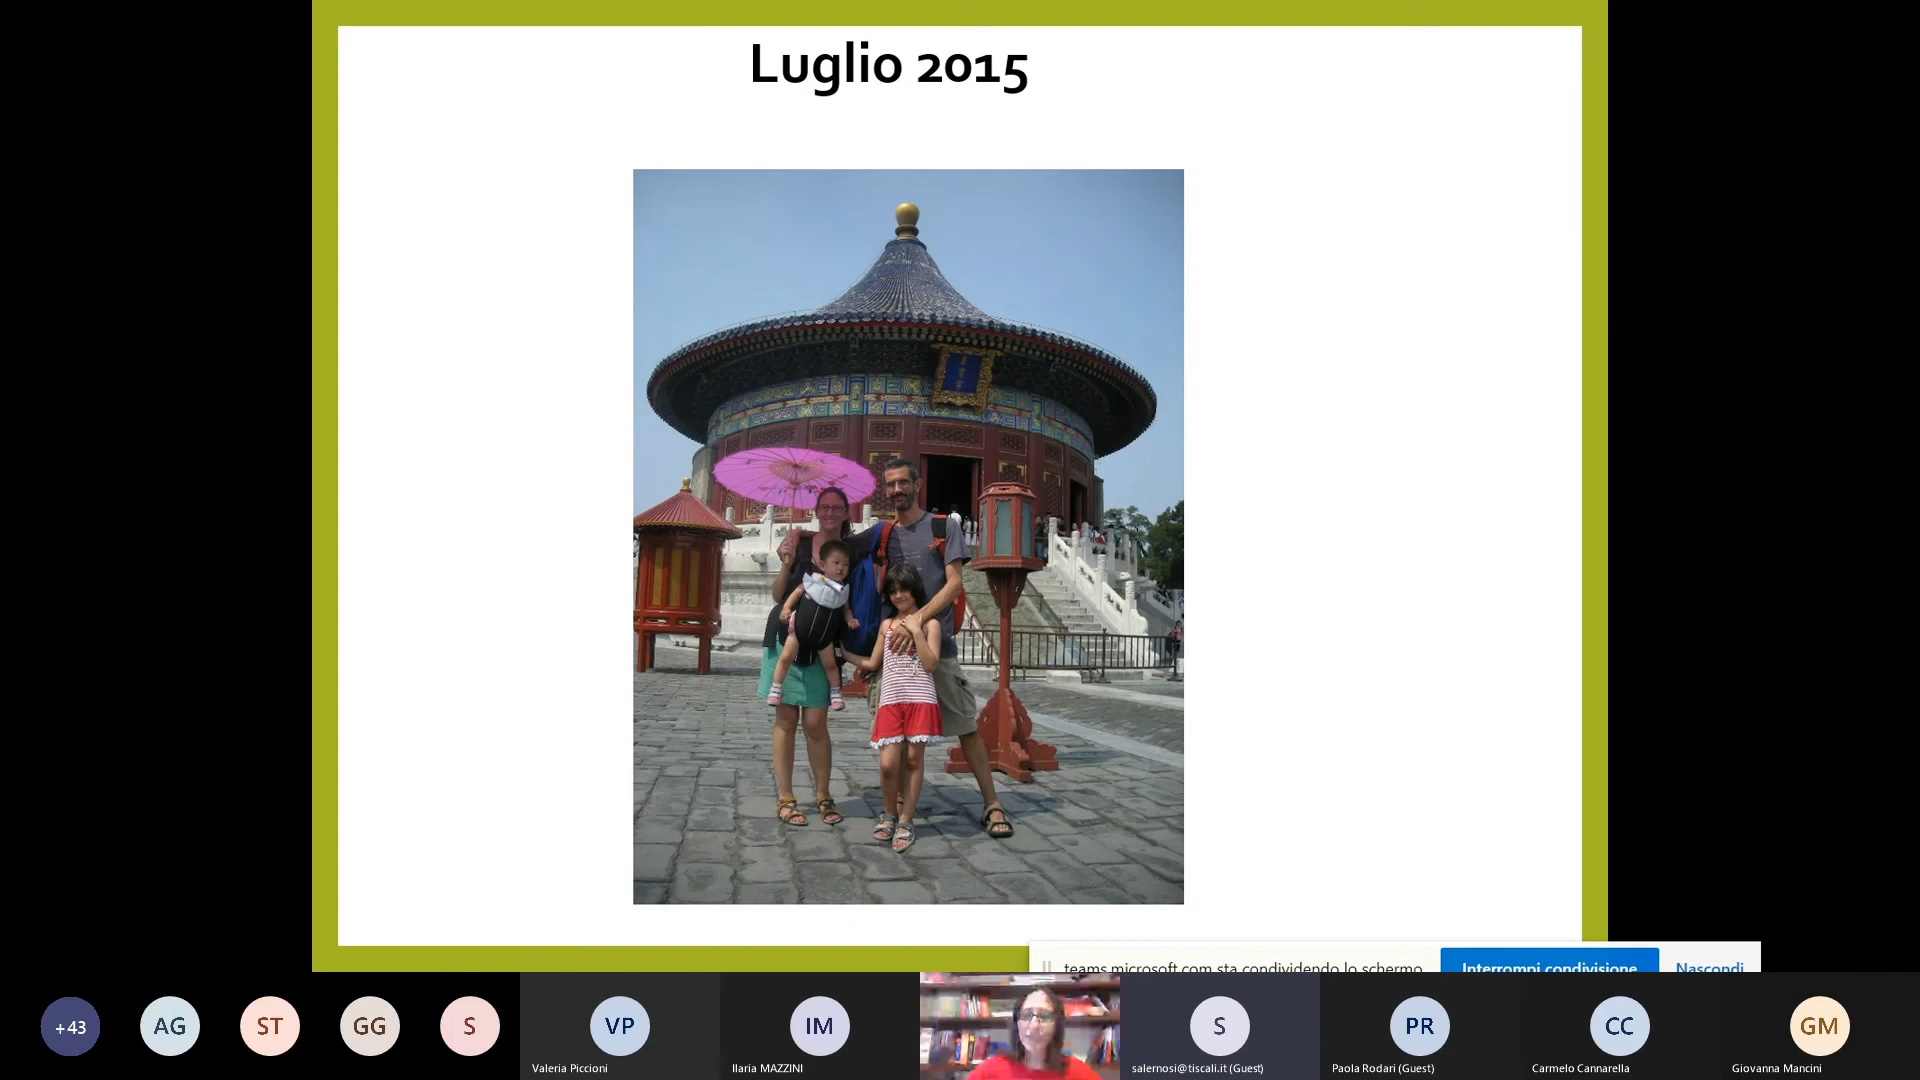 Luglio 2015
teams.microsoft.com sta condividendo lo schermo.
Interrompi condivisione
Nascondi
+43
AG
ST
GG
S
VP
IM
S
PR
CC
GM
Valeria Piccioni
Ilaria MAZZINI
salernosi@tiscali.it (Guest)
Paola Rodari (Guest)
Carmelo Cannarella
Giovanna Mancini